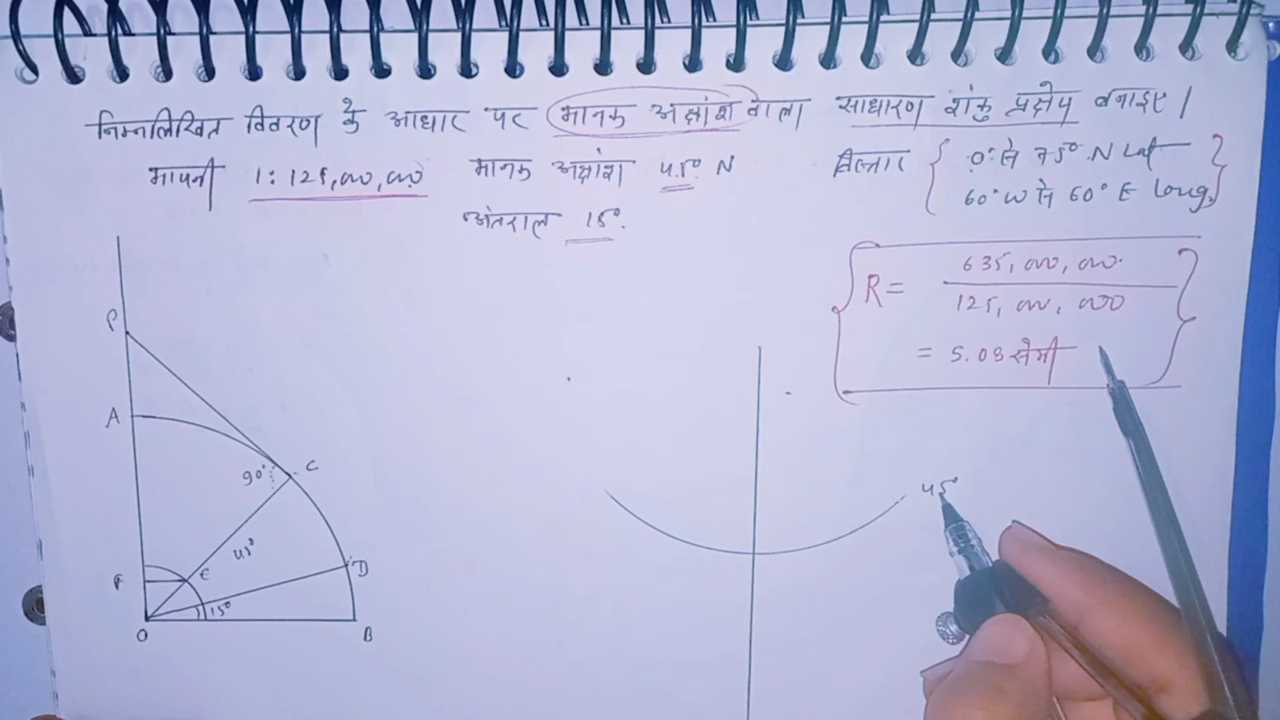 निम्नलिखित विवरण के आधार पर मानक अक्षांश वाला साधारण शंकु प्रक्षेप बनाइए।
मापनी 1:125,000,000 मानक अक्षांश 45° N विस्तार 0° से 75° N Lat
60° W से 60° E Long.
अंतराल 15°.
R = 635,000,000
125,000,000
= 5.08 सेमी
P
A
90°
C
45°
45°
D
E
F
15°
O
B